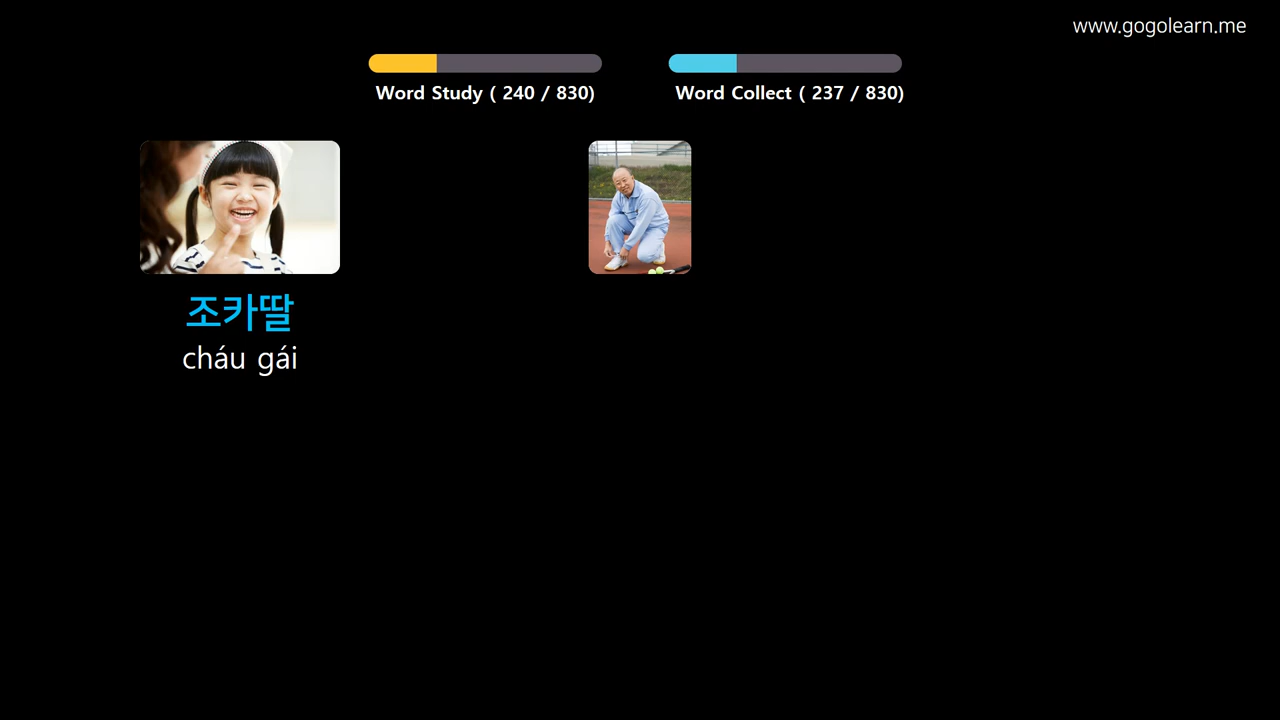 www.gogolearn.me
Word Study ( 240 / 830)
Word Collect ( 237 / 830)
조카딸
cháu gái